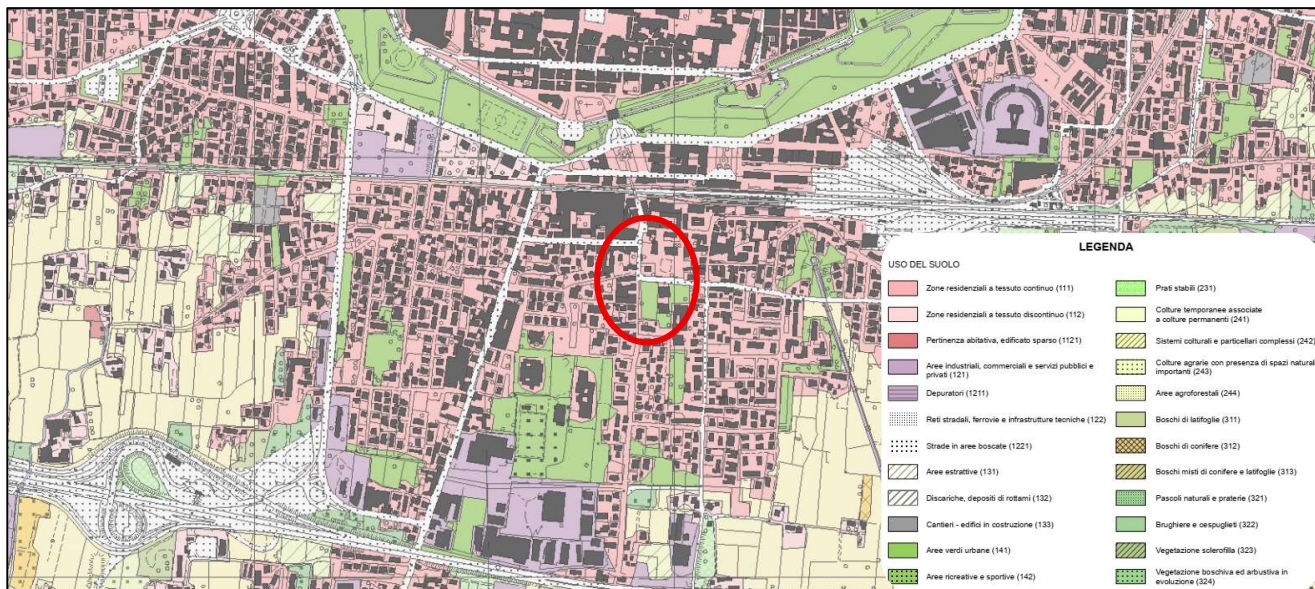 LEGENDA
USO DEL SUOLO
Zone residenziali a tessuto continuo (111)
Zone residenziali a tessuto discontinuo (112)
Pertinenza abitativa, edificato sparso (1121)
Aree industriali, commerciali e servizi pubblici e
privati (121)
Depuratori (1211)
Reti stradali, ferrovie e infrastrutture tecniche (122)
Strade in aree boscate (1221)
Aree estrattive (131)
Discariche, depositi di rottami (132)
Cantieri - edifici in costruzione (133)
Aree verdi urbane (141)
Aree ricreative e sportive (142)
Prati stabili (231)
Colture temporanee associate
a colture permanenti (241)
Sistemi colturali e particellari complessi (242)
Colture agrarie con presenza di spazi naturali
importanti (243)
Aree agroforestali (244)
Boschi di latifoglie (311)
Boschi di conifere (312)
Boschi misti di conifere e latifoglie (313)
Pascoli naturali e praterie (321)
Brughiere e cespuglieti (322)
Vegetazione sclerofilla (323)
Vegetazione boschiva ed arbustiva in
evoluzione (324)